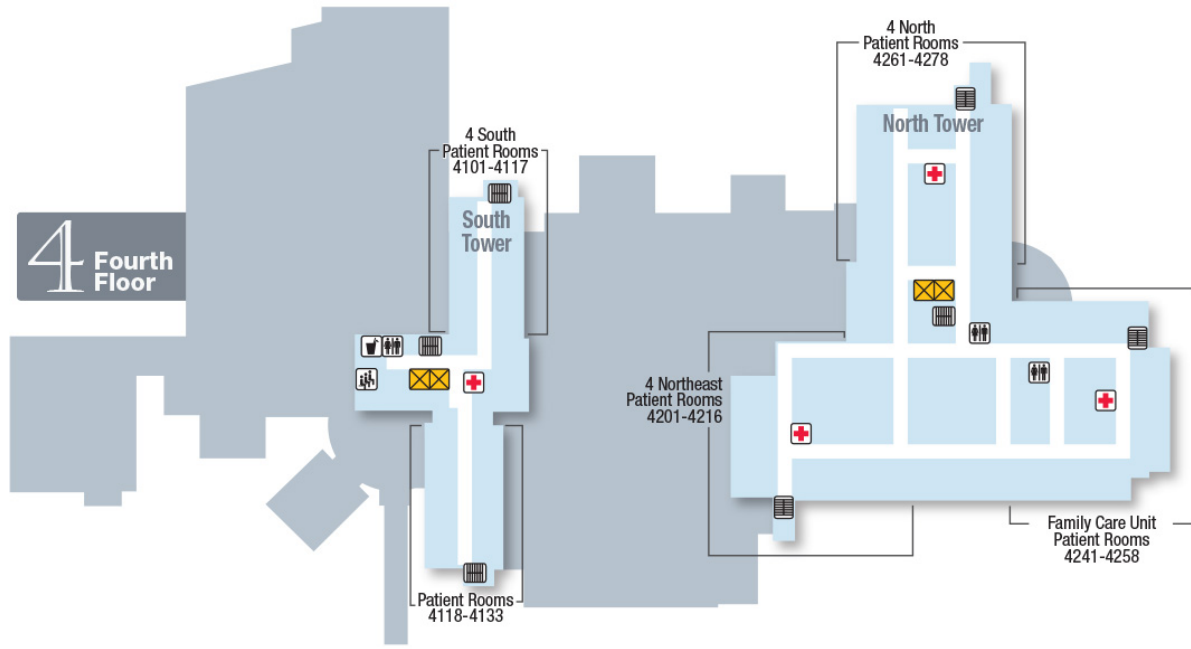 4 North
Patient Rooms
4261-4278
North Tower
4 South
Patient Rooms
4101-4117
South
Tower
4 Fourth
Floor
4 Northeast
Patient Rooms
4201-4216
Family Care Unit
Patient Rooms
4241-4258
Patient Rooms
4118-4133